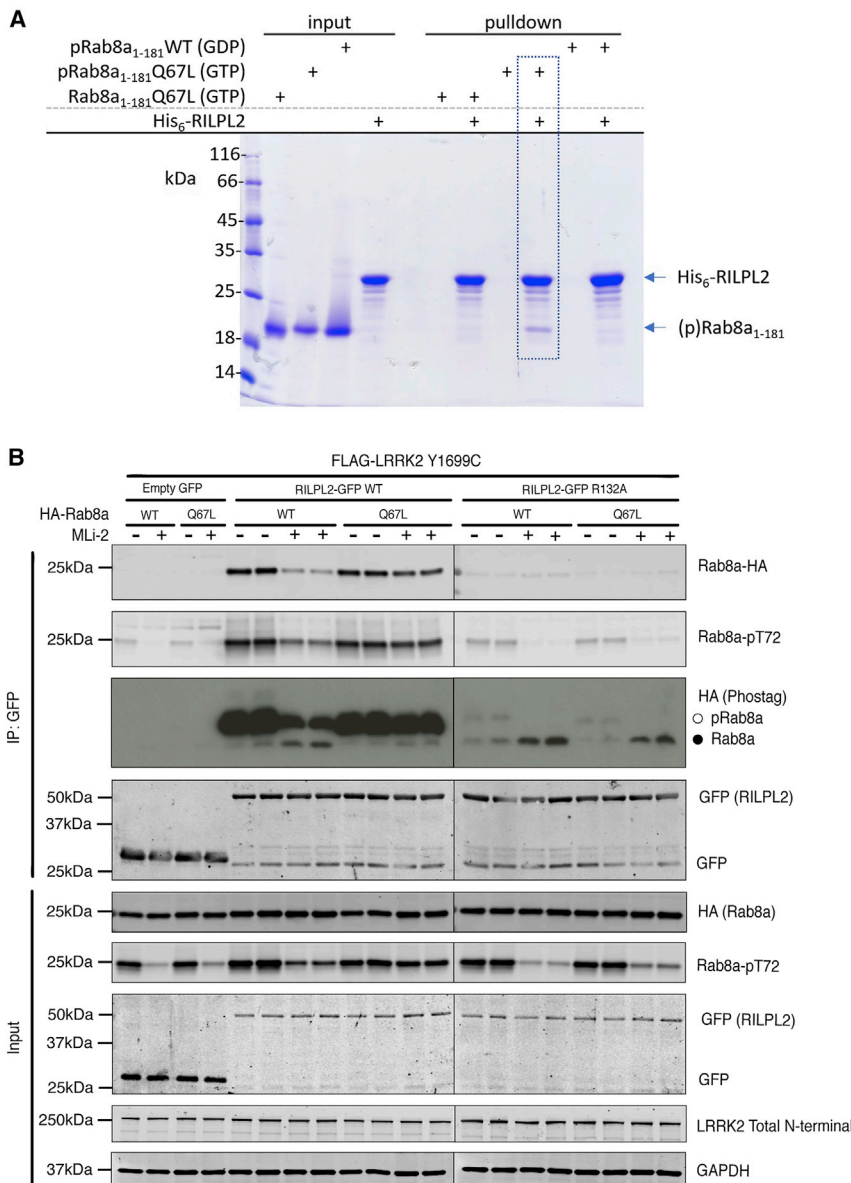 A
input pulldown
pRab8a1-181WT (GDP) + + +
pRab8a1-181Q67L (GTP) + + +
Rab8a1-181Q67L (GTP) + + +
His6-RILPL2 + + + +
kDa
116-
66-
45-
35-
25-
18-
14-
His6-RILPL2
(p)Rab8a1-181
B
FLAG-LRRK2 Y1699C
Empty GFP RILPL2-GFP WT RILPL2-GFP R132A
HA-Rab8a WT Q67L WT Q67L WT Q67L
MLi-2 - + - + - - + + - - + + - - + + - - + +
IP: GFP
25kDa Rab8a-HA
25kDa Rab8a-pT72
HA (Phostag)
○ pRab8a
● Rab8a
50kDa GFP (RILPL2)
37kDa
25kDa GFP
Input
25kDa HA (Rab8a)
25kDa Rab8a-pT72
50kDa GFP (RILPL2)
37kDa
25kDa GFP
250kDa LRRK2 Total N-terminal
37kDa GAPDH